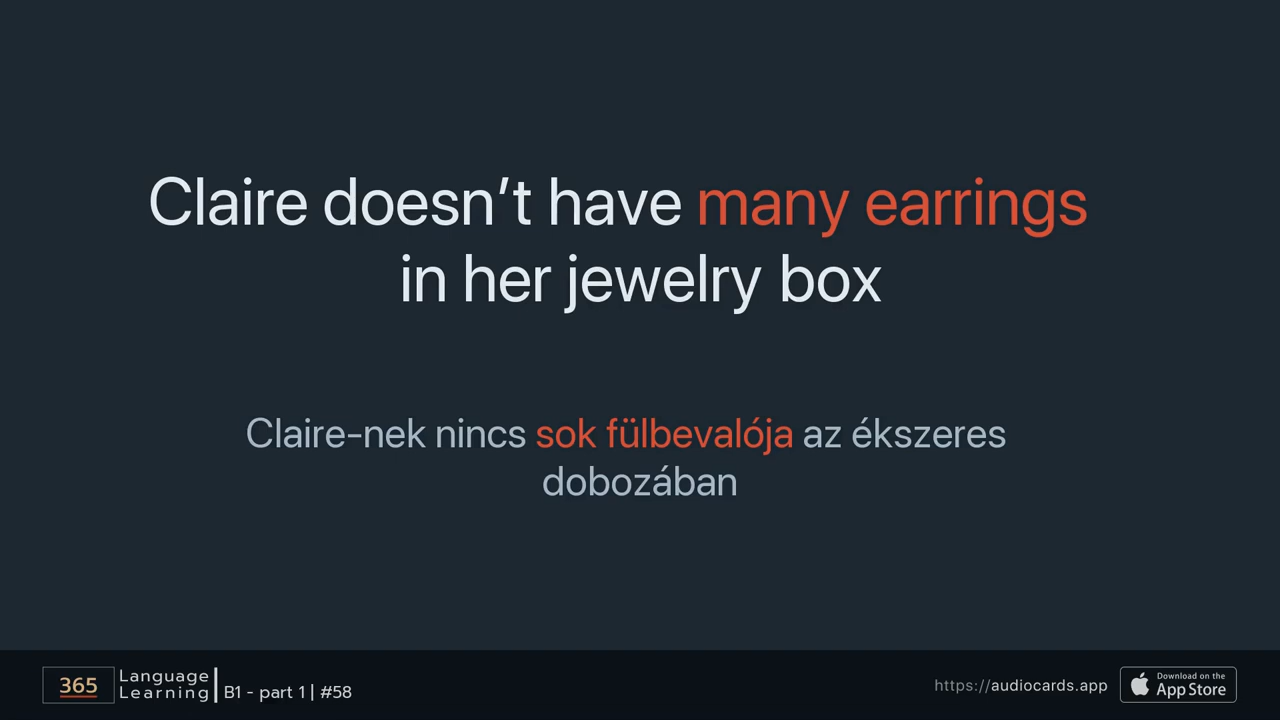 Claire doesn’t have many earrings
in her jewelry box
Claire-nek nincs sok fülbevalója az ékszeres
dobozában
365
Language
Learning
B1 - part 1 | #58
https://audiocards.app
Download on the
App Store